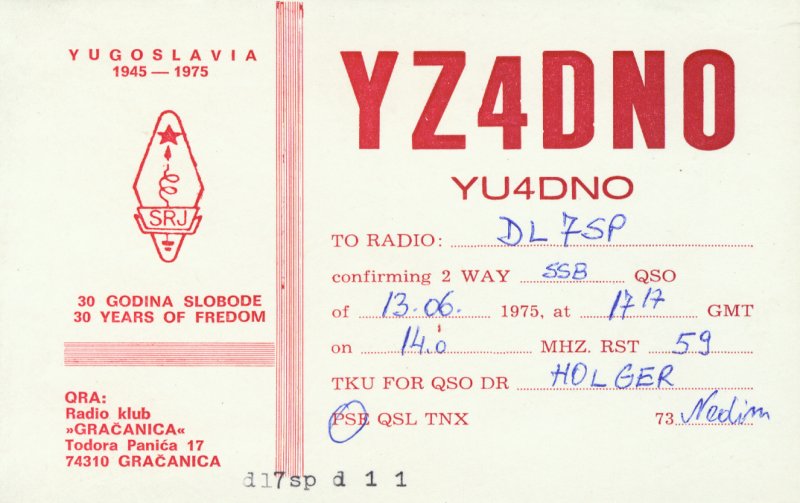 YUGOSLAVIA
1945 — 1975
SRJ
30 GODINA SLOBODE
30 YEARS OF FREDOM
QRA:
Radio klub
»GRAČANICA«
Todora Panića 17
74310 GRAČANICA
YZ4DNO
YU4DNO
TO RADIO: DL7SP
confirming 2 WAY SSB QSO
of 13.06. 1975, at 17 17 GMT
on 14.0 MHZ. RST 59
TKU FOR QSO DR HOLGER
PSE QSL TNX 73 Nedim
dl7sp d 1 1